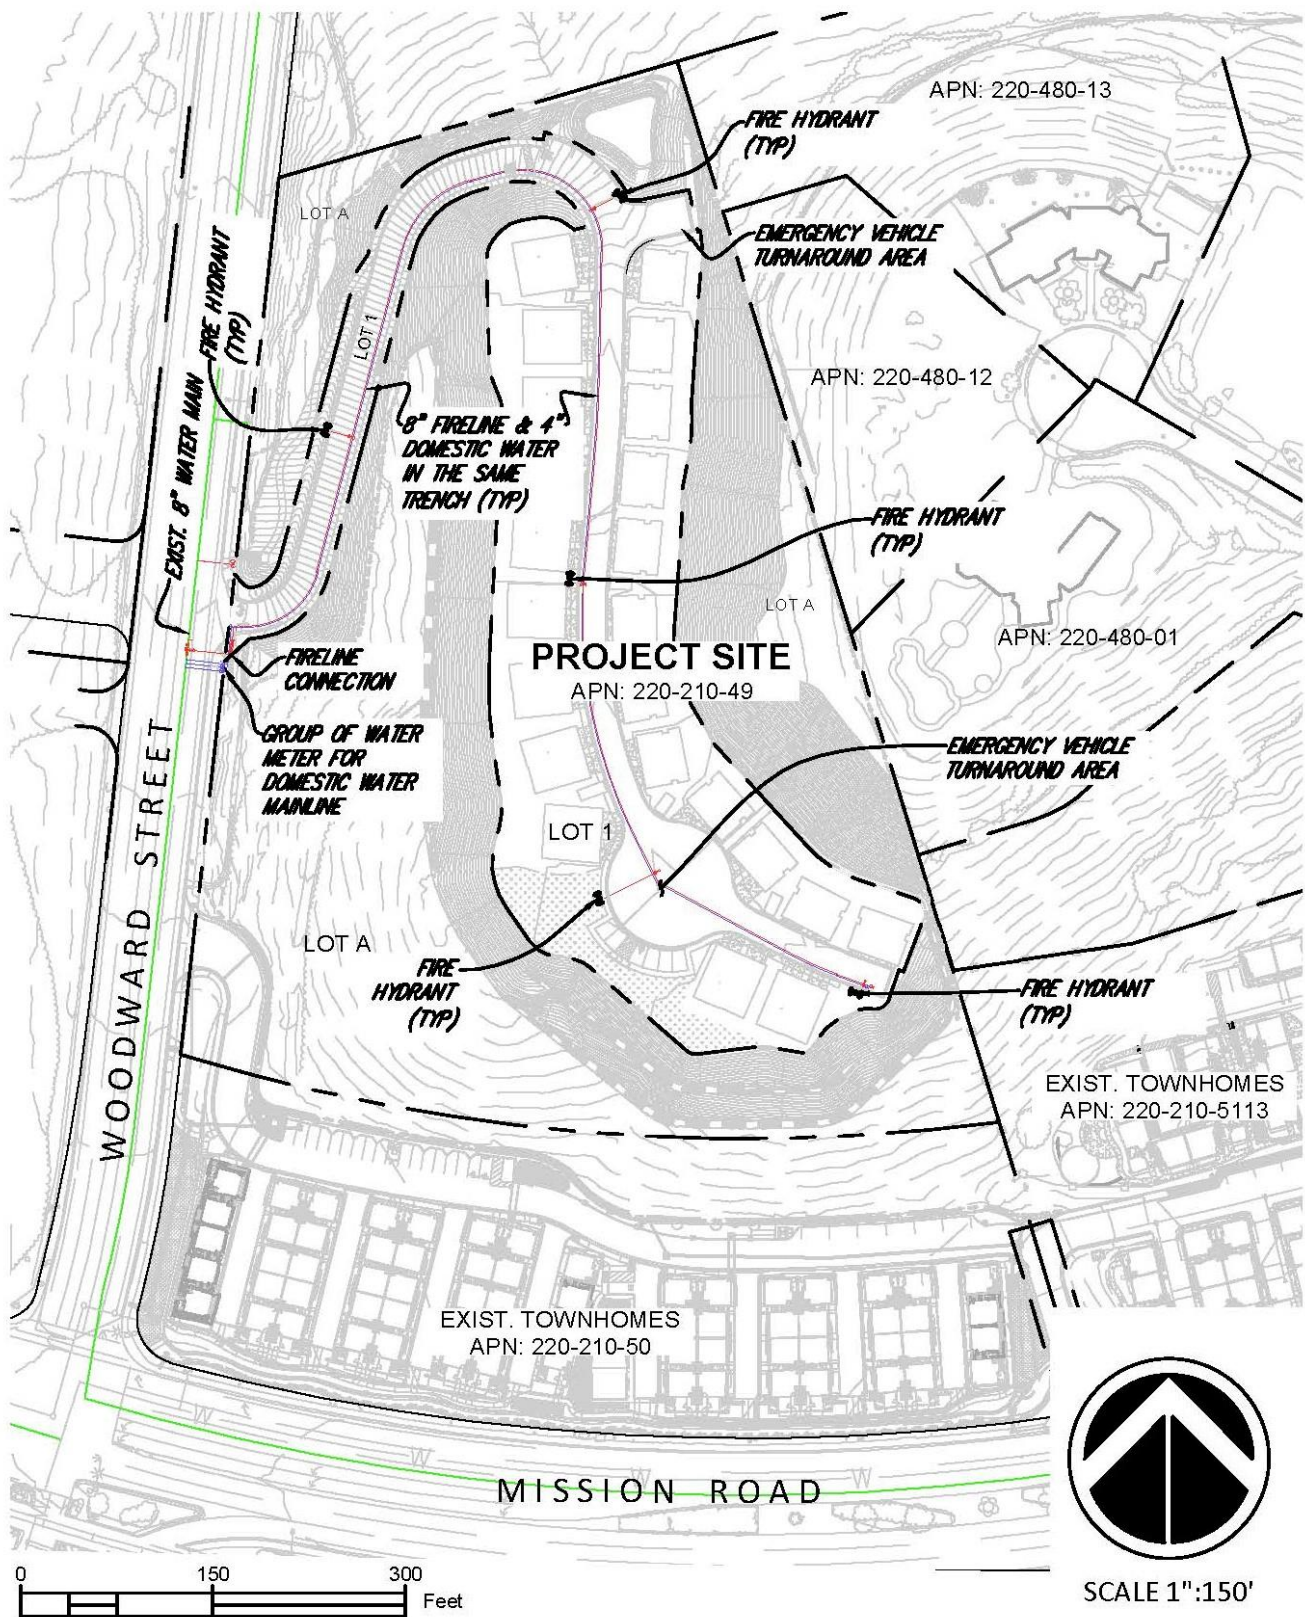 APN: 220-480-13
FIRE HYDRANT
(TYP)
LOT A
EMERGENCY VEHICLE
TURNAROUND AREA
FIRE HYDRANT
(TYP)
LOT 1
EXIST. 8" WATER MAIN
APN: 220-480-12
8" FIRELINE & 4"
DOMESTIC WATER
IN THE SAME
TRENCH (TYP)
FIRE HYDRANT
(TYP)
LOT A
APN: 220-480-01
PROJECT SITE
APN: 220-210-49
FIRELINE
CONNECTION
GROUP OF WATER
METER FOR
DOMESTIC WATER
MAINLINE
EMERGENCY VEHICLE
TURNAROUND AREA
LOT 1
WOODWARD STREET
LOT A
FIRE
HYDRANT
(TYP)
FIRE HYDRANT
(TYP)
EXIST. TOWNHOMES
APN: 220-210-5113
EXIST. TOWNHOMES
APN: 220-210-50
W
W
W
MISSION ROAD
0 150 300
Feet
SCALE 1":150'